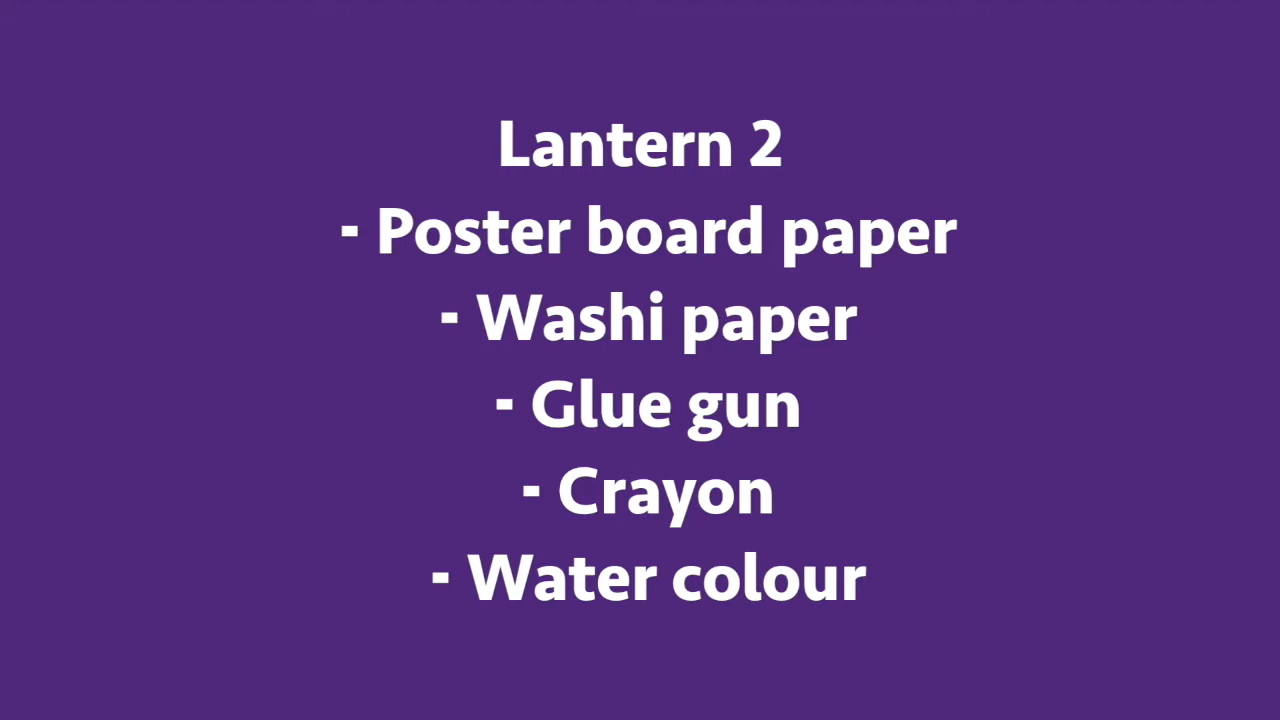 Lantern 2
- Poster board paper
- Washi paper
- Glue gun
- Crayon
- Water colour